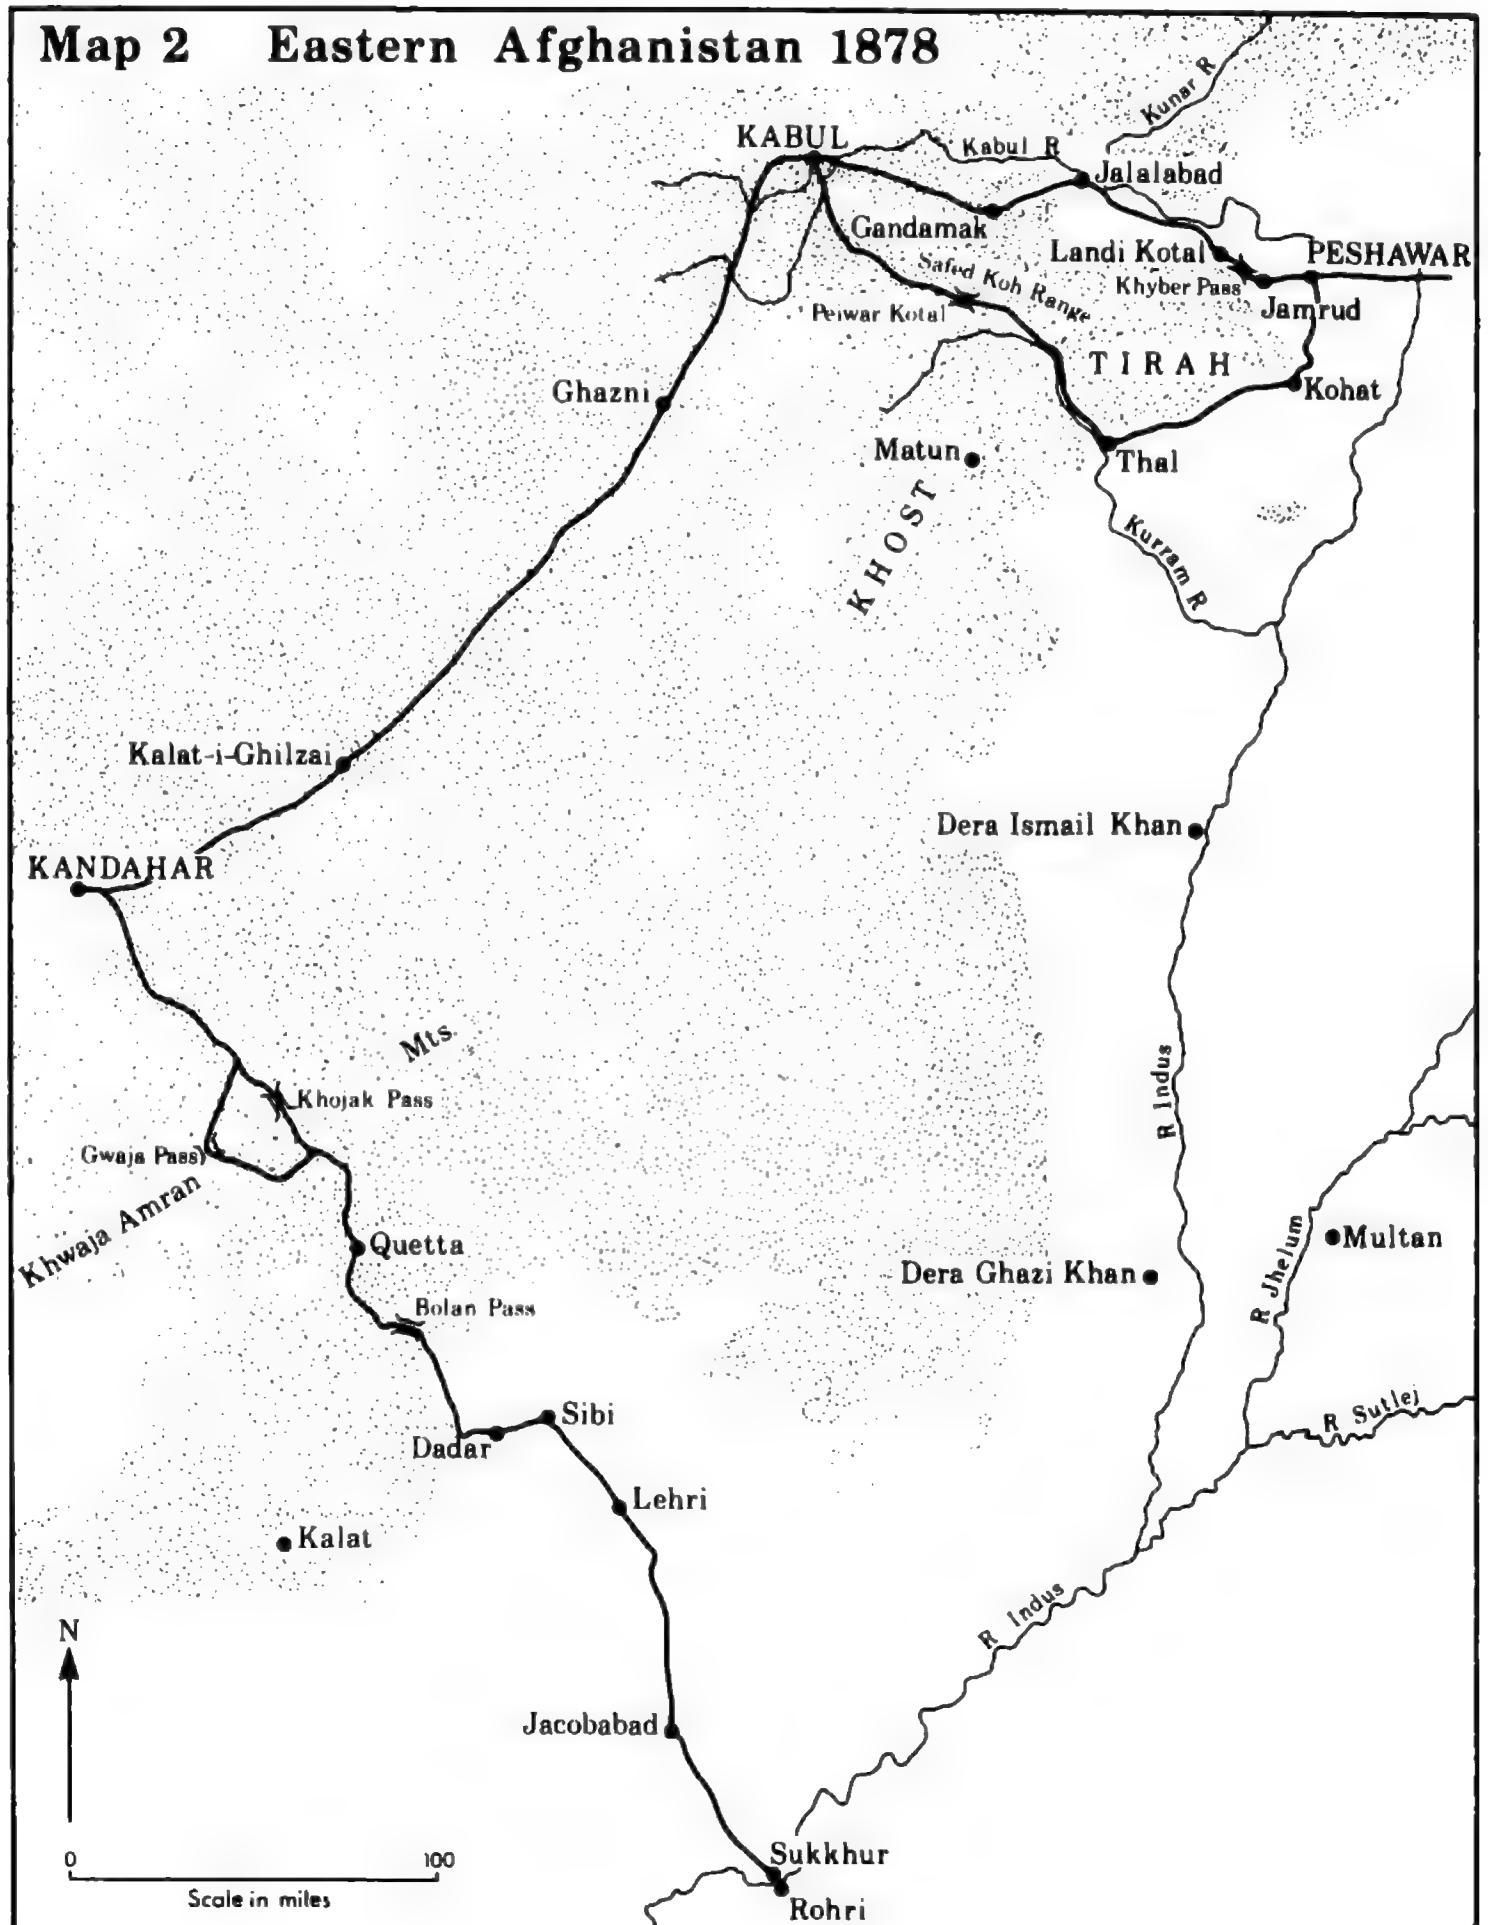 Map 2 Eastern Afghanistan 1878
Kunar R
KABUL
Kabul R
Jalalabad
Gandamak
Landi Kotal
PESHAWAR
Safed Koh Range
Khyber Pass
Peiwar Kotal
Jamrud
TIRAH
Ghazni
Kohat
Matun
Thal
KHOST
Kurram R
Kalat-i-Ghilzai
Dera Ismail Khan
KANDAHAR
Mts
R Indus
Khojak Pass
Gwaja Pass
Khwaja Amran
Quetta
Multan
R Jhelum
Dera Ghazi Khan
Bolan Pass
Sibi
R Sutlej
Dadar
Lehri
Kalat
R Indus
N
Jacobabad
Sukkhur
0 100
Scale in miles
Rohri